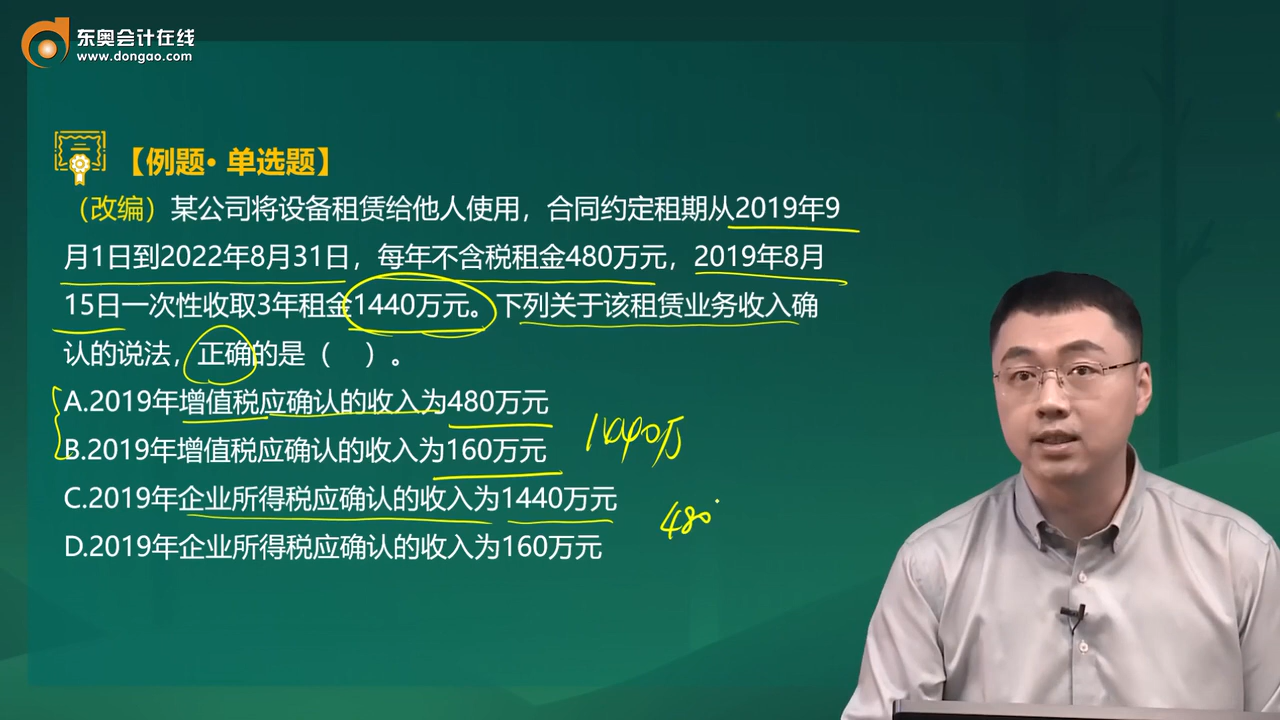 东奥会计在线
www.dongao.com
【例题·单选题】
（改编）某公司将设备租赁给他人使用，合同约定租期从2019年9
月1日到2022年8月31日，每年不含税租金480万元，2019年8月
15日一次性收取3年租金1440万元。下列关于该租赁业务收入确
认的说法，正确的是（ ）。
A.2019年增值税应确认的收入为480万元
B.2019年增值税应确认的收入为160万元
1440万
C.2019年企业所得税应确认的收入为1440万元
480
D.2019年企业所得税应确认的收入为160万元